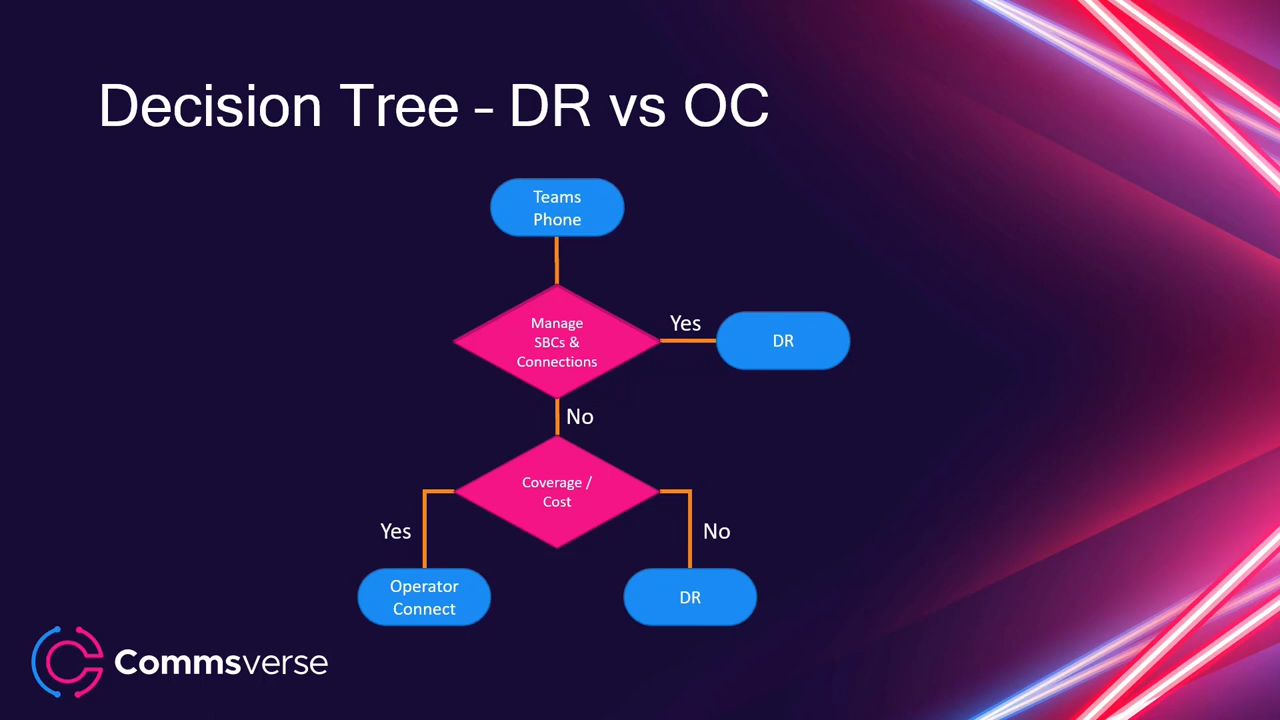 Decision Tree – DR vs OC
Teams
Phone
Manage
SBCs &
Connections
Yes
DR
No
Coverage /
Cost
Yes
No
Operator
Connect
DR
Commsverse